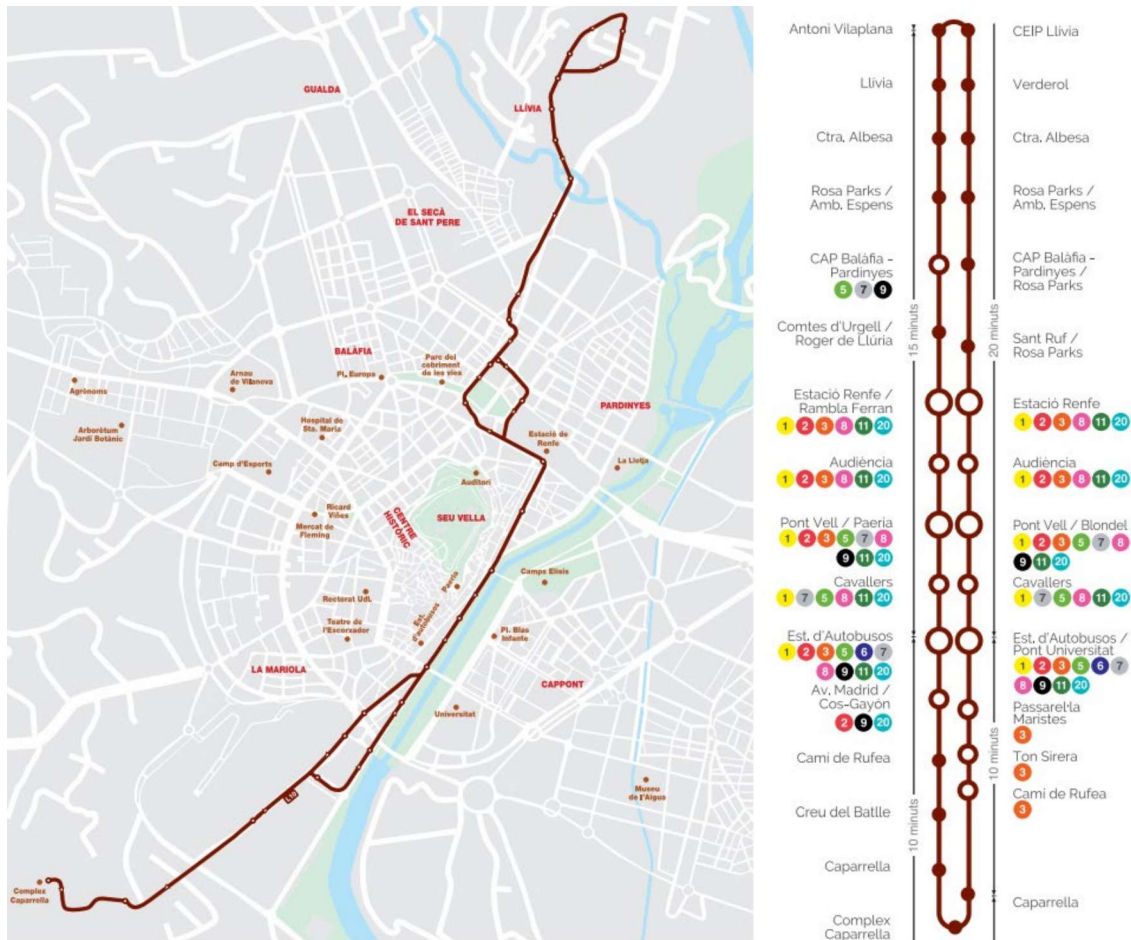 GUALDA
LLÍVIA
EL SECÀ
DE SANT PERE
BALÀFIA
Pl. Europa
Parc del
cobriment
de les vies
Arnau
de Vilanova
Agrònoms
PARDINYES
Arborètum
Jardí Botànic
Hospital de
Sta. Maria
Estació de
Renfe
La Llotja
Camp d'Esports
Auditori
Ricard
Viñes
Mercat de
Fleming
CENTRE
HISTÒRIC
SEU VELLA
Camps Elisis
Paeria
Rectorat UdL
Est.
d'autobusos
Teatre de
l'Escorxador
Pl. Blas
Infante
LA MARIOLA
CAPPONT
Universitat
Museu
de l'Aigua
L10
Complex
Caparrella
Antoni Vilaplana
Llívia
Ctra. Albesa
Rosa Parks /
Amb. Espens
CAP Balàfia -
Pardinyes
5 7 9
Comtes d'Urgell /
Roger de Llúria
Estació Renfe /
Rambla Ferran
1 2 3 8 11 20
Audiència
1 2 3 8 11 20
Pont Vell / Paeria
1 2 3 5 7 8
9 11 20
Cavallers
1 7 5 8 11 20
Est. d'Autobusos
1 2 3 5 6 7
8 9 11 20
Av. Madrid /
Cos-Gayón
2 9 20
Cami de Rufea
Creu del Batlle
Caparrella
Complex
Caparrella
15 minuts
10 minuts
20 minuts
10 minuts
CEIP Llívia
Verderol
Ctra. Albesa
Rosa Parks /
Amb. Espens
CAP Balàfia -
Pardinyes /
Rosa Parks
Sant Ruf /
Rosa Parks
Estació Renfe
1 2 3 8 11 20
Audiència
1 2 3 8 11 20
Pont Vell / Blondel
1 2 3 5 7 8
9 11 20
Cavallers
1 7 5 8 11 20
Est. d'Autobusos /
Pont Universitat
1 2 3 5 6 7
8 9 11 20
Passarel·la
Maristes
3
Ton Sirera
3
Cami de Rufea
3
Caparrella